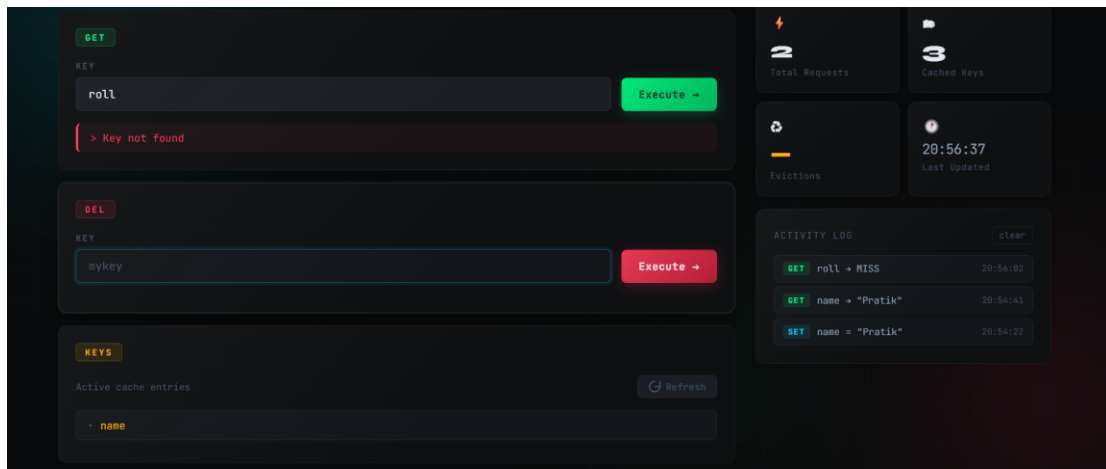 GET
KEY
roll
Execute →
> Key not found
DEL
KEY
mykey
Execute →
KEYS
Active cache entries
Refresh
- name
2
Total Requests
3
Cached Keys
—
Evictions
20:56:37
Last Updated
ACTIVITY LOG
clear
GET roll → MISS 20:56:02
GET name → "Pratik" 20:54:41
SET name = "Pratik" 20:54:22